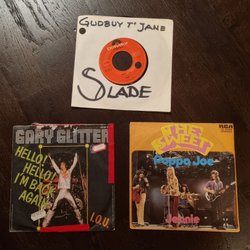 GUDBUY T' JANE
SLADE
GARY GLITTER
HELLO!
HELLO!
I'M BACK
AGAIN
I.O.U.
THE
SWEET
RCA
Poppa Joe
Jeanie